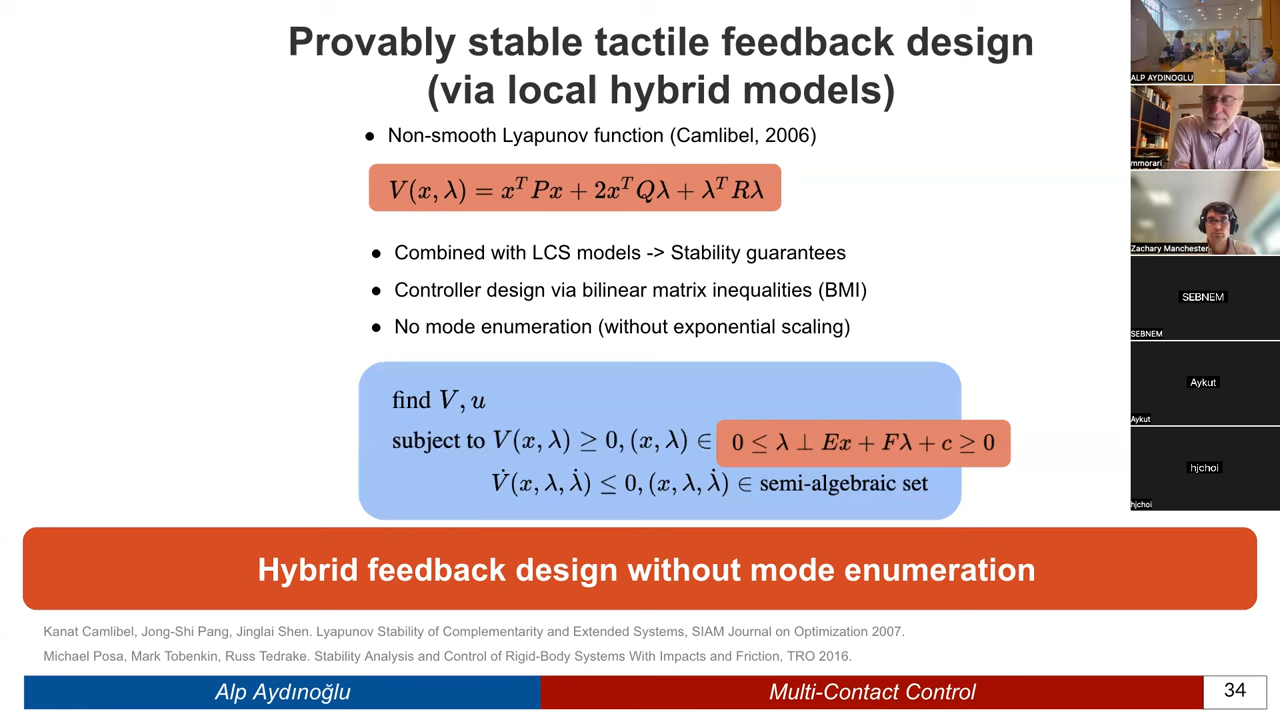 Provably stable tactile feedback design
(via local hybrid models)
● Non-smooth Lyapunov function (Camlibel, 2006)
V(x, λ) = x^T Px + 2x^T Qλ + λ^T Rλ
● Combined with LCS models -> Stability guarantees
● Controller design via bilinear matrix inequalities (BMI)
● No mode enumeration (without exponential scaling)
find V, u
subject to V(x, λ) ≥ 0, (x, λ) ∈ 0 ≤ λ ⊥ Ex + Fλ + c ≥ 0
V̇(x, λ, λ̇) ≤ 0, (x, λ, λ̇) ∈ semi-algebraic set
Hybrid feedback design without mode enumeration
Kanat Camlibel, Jong-Shi Pang, Jinglai Shen. Lyapunov Stability of Complementarity and Extended Systems, SIAM Journal on Optimization 2007.
Michael Posa, Mark Tobenkin, Russ Tedrake. Stability Analysis and Control of Rigid-Body Systems With Impacts and Friction, TRO 2016.
Alp Aydınoğlu
Multi-Contact Control
34
ALP AYDINOGLU
mmorari
Zachary Manchester
SEBNEM
SEBNEM
Aykut
Aykut
hjchoi
hjchoi